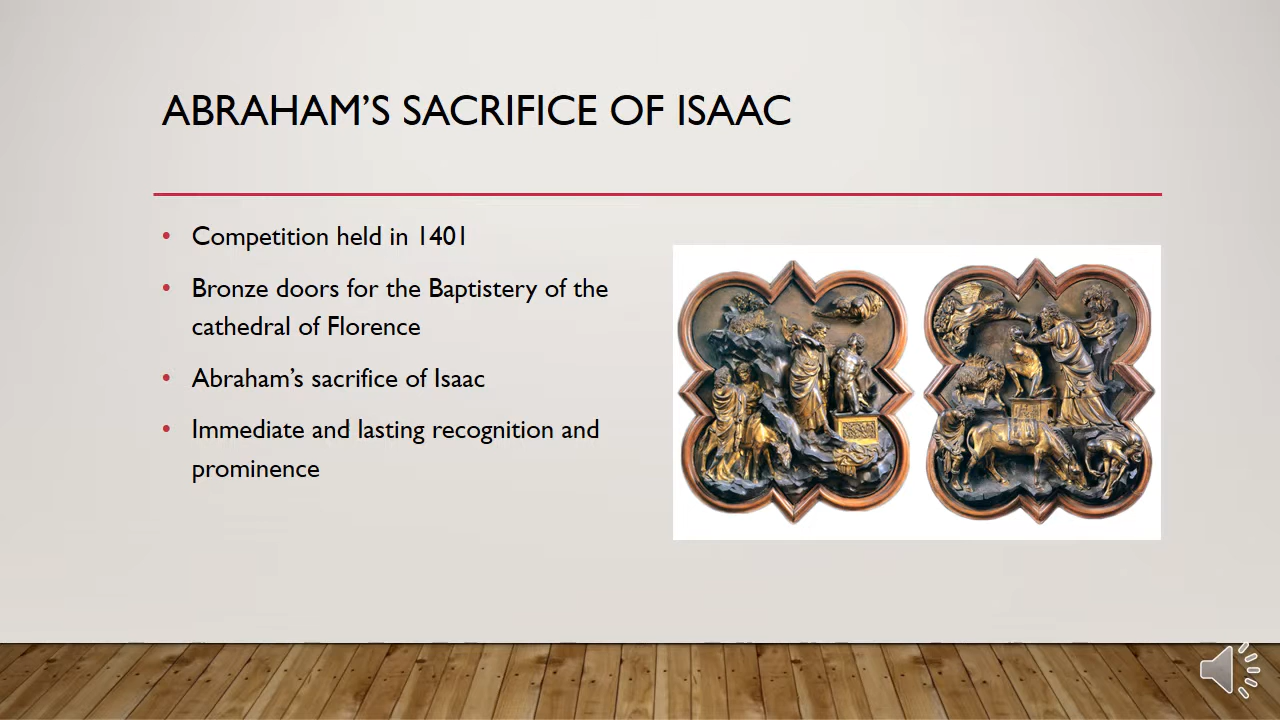 ABRAHAM’S SACRIFICE OF ISAAC
• Competition held in 1401
• Bronze doors for the Baptistery of the
cathedral of Florence
• Abraham’s sacrifice of Isaac
• Immediate and lasting recognition and
prominence